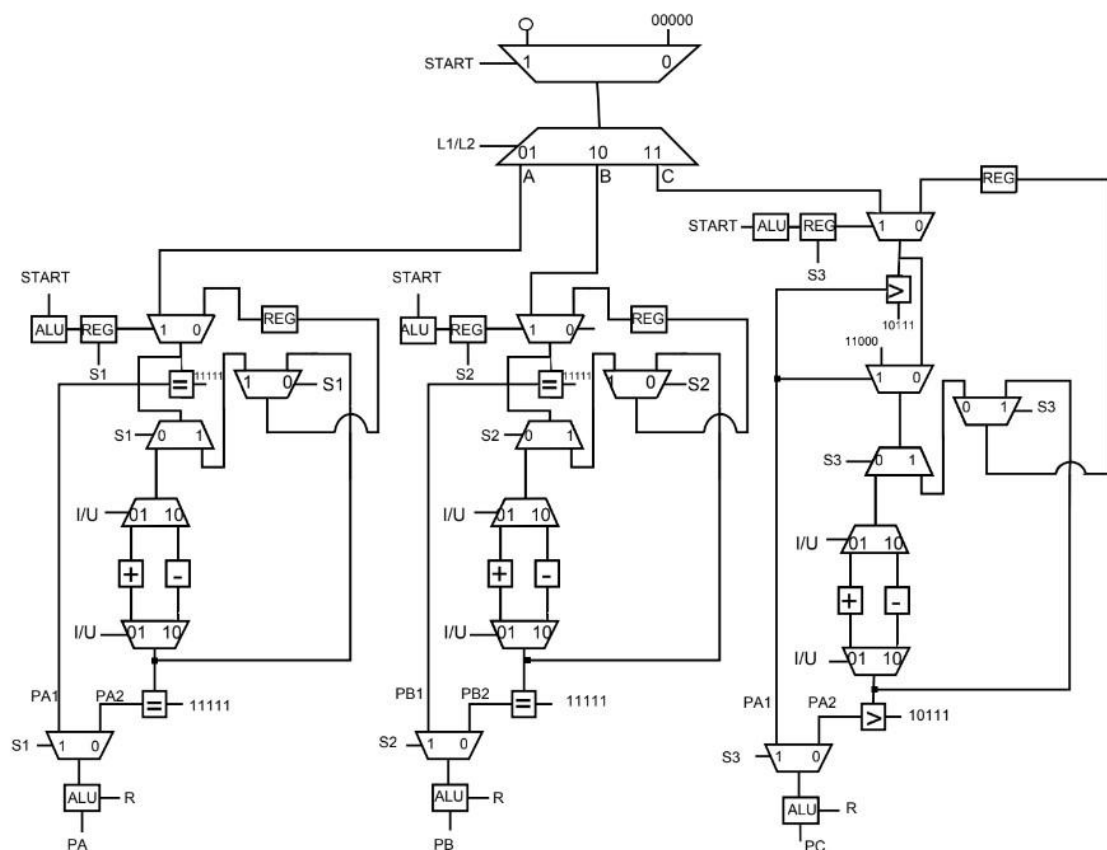 00000
START 1 0
L1/L2 01 10 11
A B C
REG
START ALU REG 1 0
S3
>
10111
START START
ALU REG 1 0 REG ALU REG 1 0 REG
S1 S2
11000
= 11111 1 0 S1 = 11111 1 0 S2 1 0
0 1 S3
S1 0 1 S2 0 1
S3 0 1
I/U 01 10 I/U 01 10
I/U 01 10
+ - + -
+ -
I/U 01 10 I/U 01 10
I/U 01 10
PA1 PA2 = 11111 PB1 PB2 = 11111 PA1 PA2 > 10111
S1 1 0 S2 1 0 S3 1 0
ALU R ALU R ALU R
PA PB PC